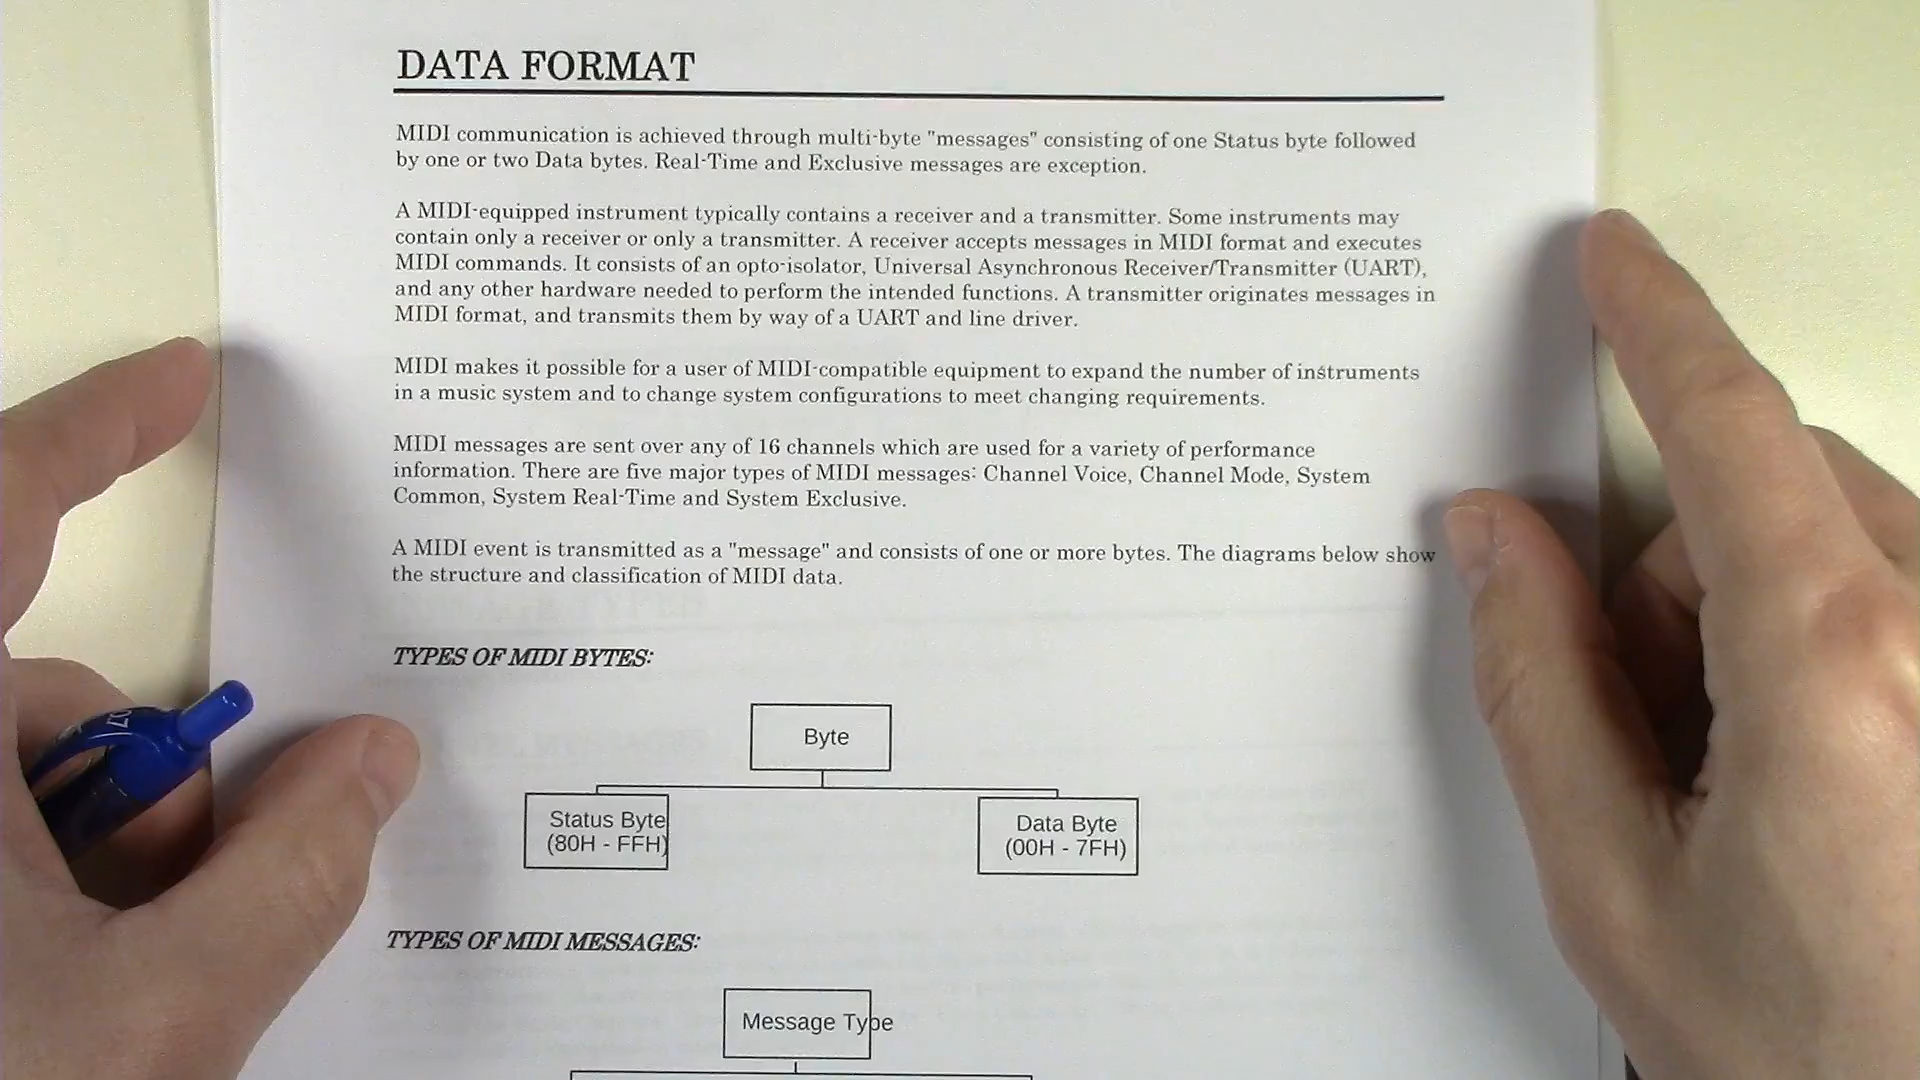 DATA FORMAT
MIDI communication is achieved through multi-byte "messages" consisting of one Status byte followed
by one or two Data bytes. Real-Time and Exclusive messages are exception.
A MIDI-equipped instrument typically contains a receiver and a transmitter. Some instruments may
contain only a receiver or only a transmitter. A receiver accepts messages in MIDI format and executes
MIDI commands. It consists of an opto-isolator, Universal Asynchronous Receiver/Transmitter (UART),
and any other hardware needed to perform the intended functions. A transmitter originates messages in
MIDI format, and transmits them by way of a UART and line driver.
MIDI makes it possible for a user of MIDI-compatible equipment to expand the number of instruments
in a music system and to change system configurations to meet changing requirements.
MIDI messages are sent over any of 16 channels which are used for a variety of performance
information. There are five major types of MIDI messages: Channel Voice, Channel Mode, System
Common, System Real-Time and System Exclusive.
A MIDI event is transmitted as a "message" and consists of one or more bytes. The diagrams below show
the structure and classification of MIDI data.
TYPES OF MIDI BYTES:
Byte
Status Byte
(80H - FFH)
Data Byte
(00H - 7FH)
TYPES OF MIDI MESSAGES:
Message Type